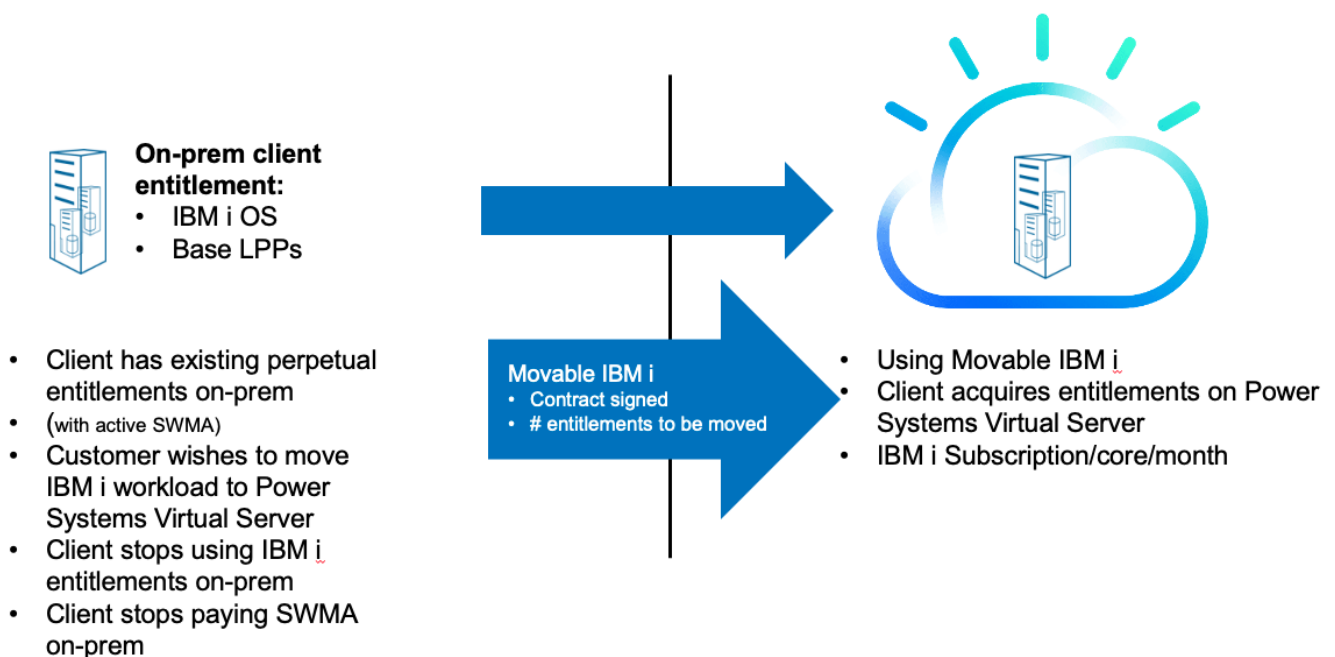 On-prem client
entitlement:
• IBM i OS
• Base LPPs
• Client has existing perpetual
entitlements on-prem
• (with active SWMA)
• Customer wishes to move
IBM i workload to Power
Systems Virtual Server
• Client stops using IBM i
entitlements on-prem
• Client stops paying SWMA
on-prem
Movable IBM i
• Contract signed
• # entitlements to be moved
• Using Movable IBM i
• Client acquires entitlements on Power
Systems Virtual Server
• IBM i Subscription/core/month